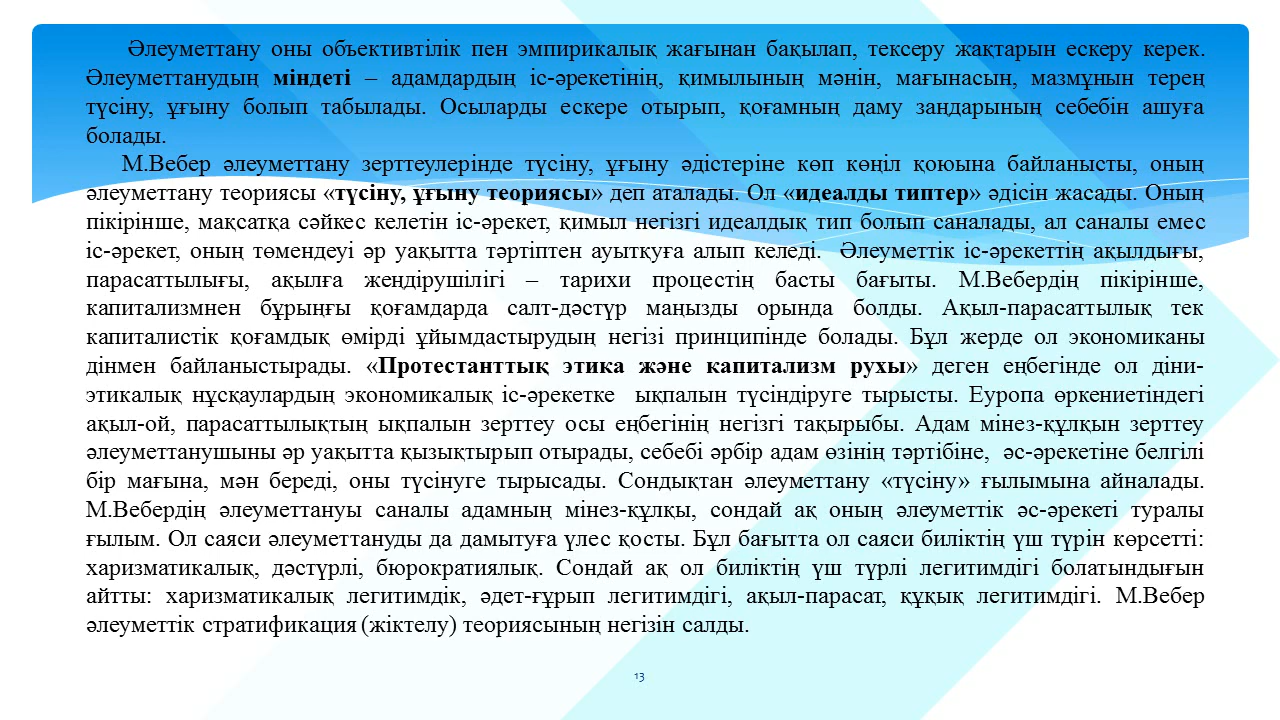 Әлеуметтану оны объективтілік пен эмпирикалық жағынан бақылап, тексеру жақтарын ескеру керек.
Әлеуметтанудың міндеті – адамдардың іс-әрекетінің, қимылының мәнін, мағынасын, мазмұнын терең
түсіну, ұғыну болып табылады. Осыларды ескере отырып, қоғамның даму заңдарының себебін ашуға
болады.
М.Вебер әлеуметтану зерттеулерінде түсіну, ұғыну әдістеріне көп көңіл қоюына байланысты, оның
әлеуметтану теориясы «түсіну, ұғыну теориясы» деп аталады. Ол «идеалды типтер» әдісін жасады. Оның
пікірінше, мақсатқа сәйкес келетін іс-әрекет, қимыл негізгі идеалдық тип болып саналады, ал саналы емес
іс-әрекет, оның төмендеуі әр уақытта тәртіптен ауытқуға алып келеді. Әлеуметтік іс-әрекеттің ақылдығы,
парасаттылығы, ақылға жеңдірушілігі – тарихи процестің басты бағыты. М.Вебердің пікірінше,
капитализмнен бұрынғы қоғамдарда салт-дәстүр маңызды орында болды. Ақыл-парасаттылық тек
капиталистік қоғамдық өмірді ұйымдастырудың негізі принципінде болады. Бұл жерде ол экономиканы
дінмен байланыстырады. «Протестанттық этика және капитализм рухы» деген еңбегінде ол діни-
этикалық нұсқаулардың экономикалық іс-әрекетке ықпалын түсіндіруге тырысты. Еуропа өркениетіндегі
ақыл-ой, парасаттылықтың ықпалын зерттеу осы еңбегінің негізгі тақырыбы. Адам мінез-құлқын зерттеу
әлеуметтанушыны әр уақытта қызықтырып отырады, себебі әрбір адам өзінің тәртібіне, әс-әрекетіне белгілі
бір мағына, мән береді, оны түсінуге тырысады. Сондықтан әлеуметтану «түсіну» ғылымына айналады.
М.Вебердің әлеуметтануы саналы адамның мінез-құлқы, сондай ақ оның әлеуметтік әс-әрекеті туралы
ғылым. Ол саяси әлеуметтануды да дамытуға үлес қосты. Бұл бағытта ол саяси биліктің үш түрін көрсетті:
харизматикалық, дәстүрлі, бюрократиялық. Сондай ақ ол биліктің үш түрлі легитимдігі болатындығын
айтты: харизматикалық легитимдік, әдет-ғұрып легитимдігі, ақыл-парасат, құқық легитимдігі. М.Вебер
әлеуметтік стратификация (жіктелу) теориясының негізін салды.
13